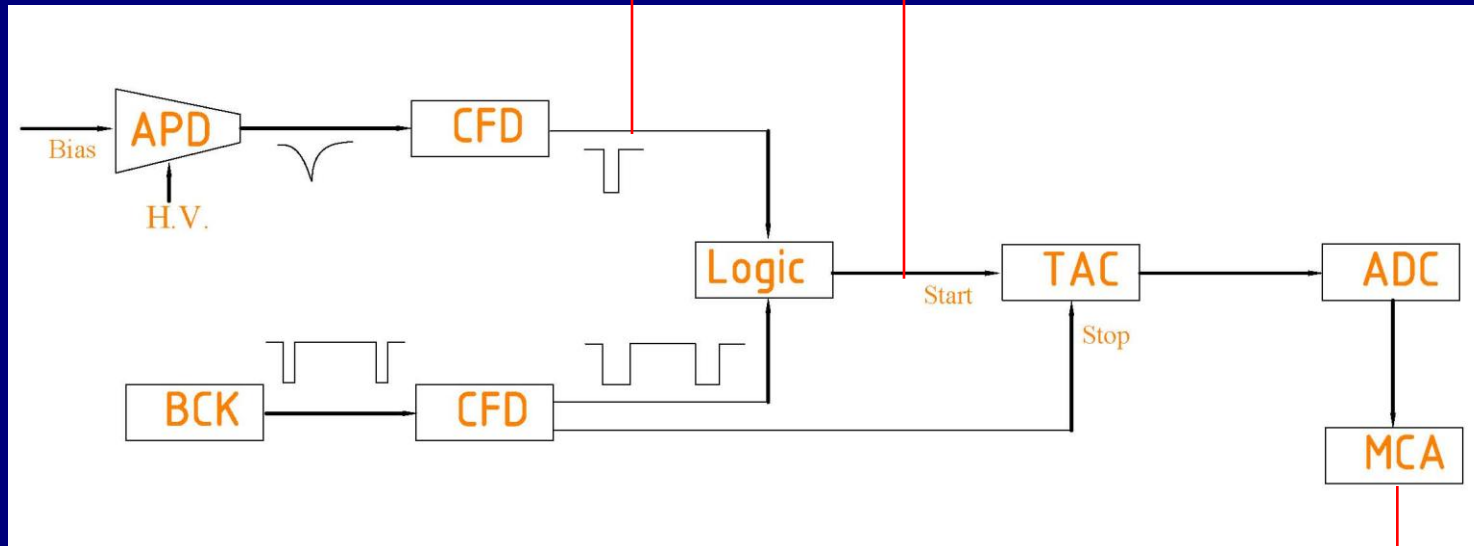 Bias
APD
H.V.
CFD
Logic
Start
TAC
Stop
ADC
BCK
CFD
MCA